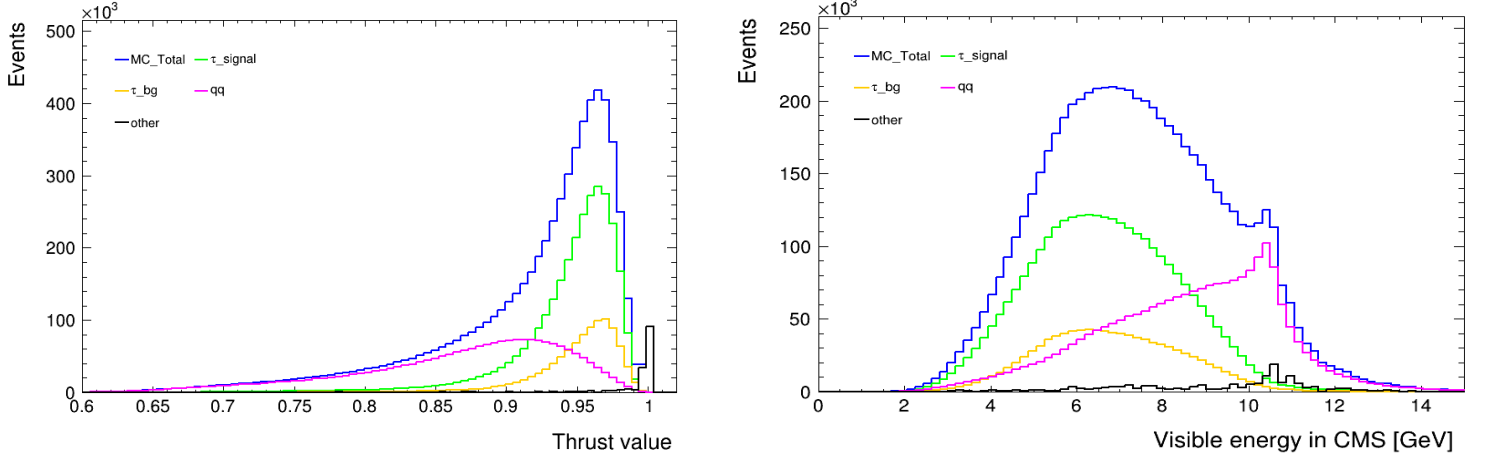 ×10³
Events
500
400
300
200
100
0
MC_Total
τ_signal
τ_bg
qq
other
0.6 0.65 0.7 0.75 0.8 0.85 0.9 0.95 1
Thrust value
×10³
Events
250
200
150
100
50
0
MC_Total
τ_signal
τ_bg
qq
other
0 2 4 6 8 10 12 14
Visible energy in CMS [GeV]